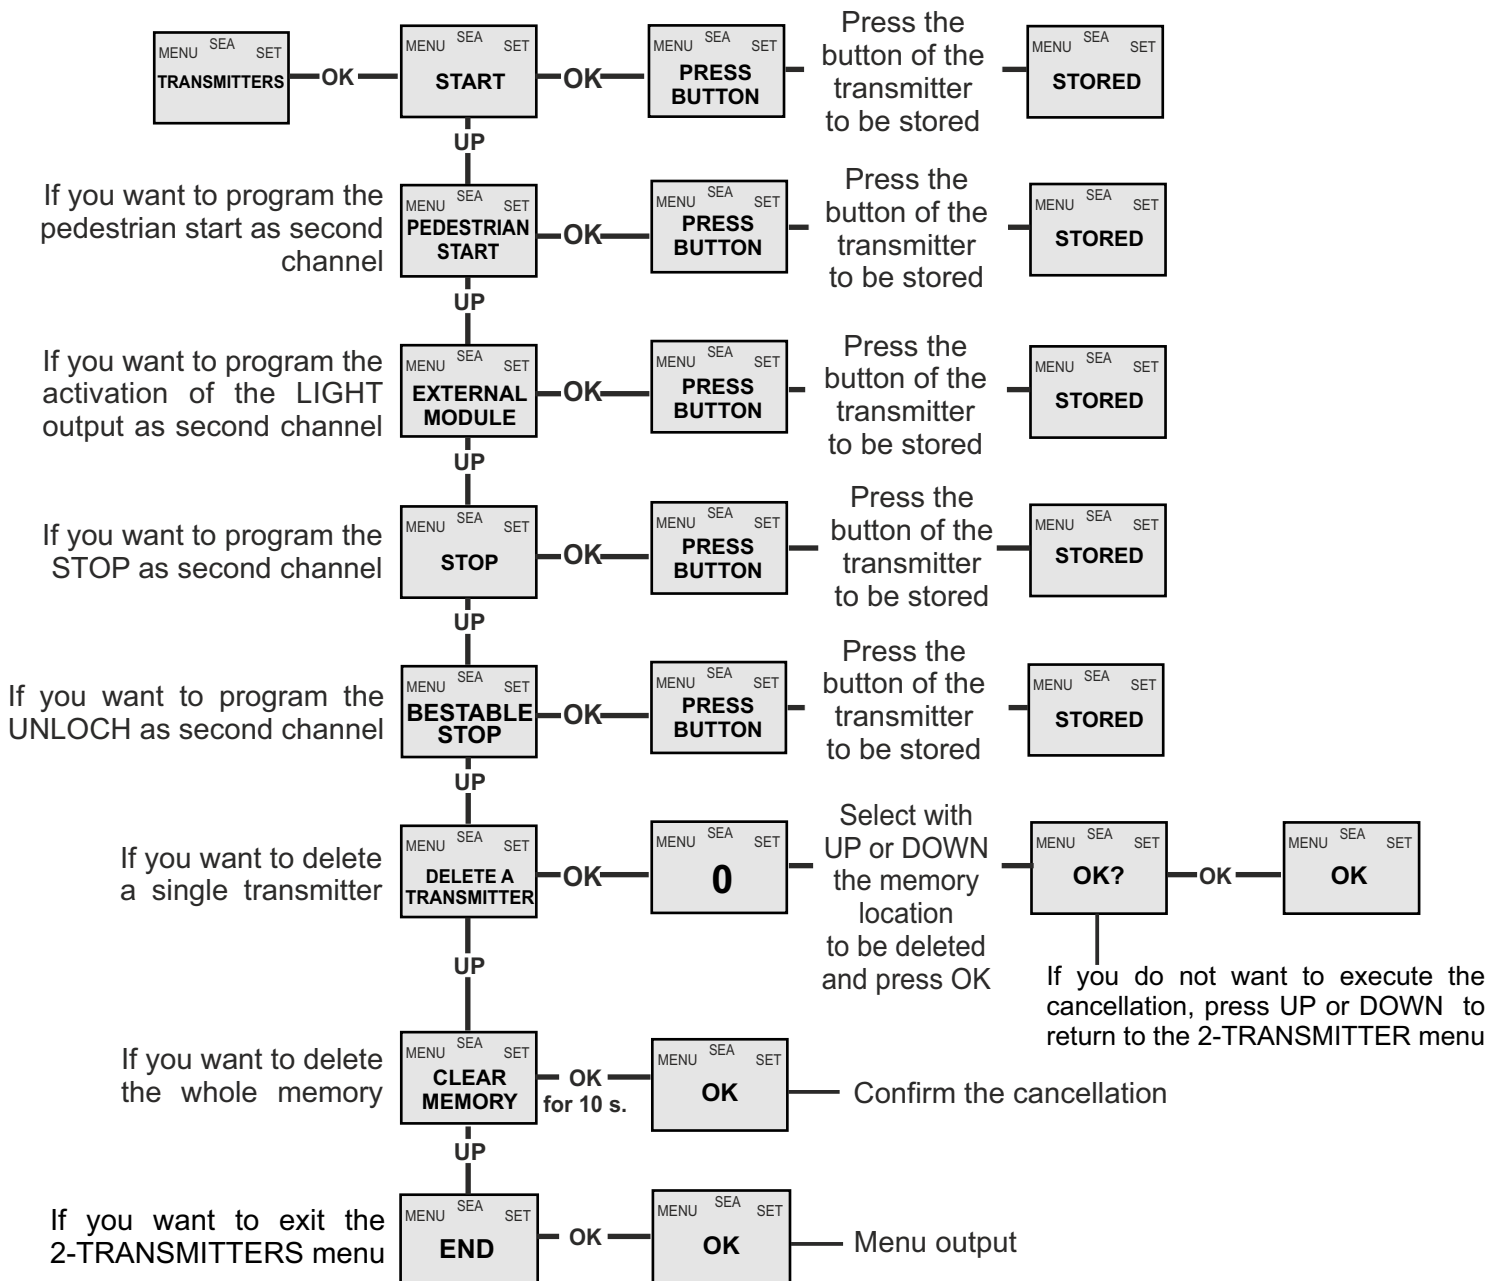 MENU SEA SET
TRANSMITTERS
OK
MENU SEA SET
START
OK
MENU SEA SET
PRESS
BUTTON
Press the
button of the
transmitter
to be stored
MENU SEA SET
STORED
UP
If you want to program the
pedestrian start as second
channel
MENU SEA SET
PEDESTRIAN
START
OK
MENU SEA SET
PRESS
BUTTON
Press the
button of the
transmitter
to be stored
MENU SEA SET
STORED
UP
If you want to program the
activation of the LIGHT
output as second channel
MENU SEA SET
EXTERNAL
MODULE
OK
MENU SEA SET
PRESS
BUTTON
Press the
button of the
transmitter
to be stored
MENU SEA SET
STORED
UP
If you want to program the
STOP as second channel
MENU SEA SET
STOP
OK
MENU SEA SET
PRESS
BUTTON
Press the
button of the
transmitter
to be stored
MENU SEA SET
STORED
UP
If you want to program the
UNLOCH as second channel
MENU SEA SET
BESTABLE
STOP
OK
MENU SEA SET
PRESS
BUTTON
Press the
button of the
transmitter
to be stored
MENU SEA SET
STORED
UP
If you want to delete
a single transmitter
MENU SEA SET
DELETE A
TRANSMITTER
OK
MENU SEA SET
0
Select with
UP or DOWN
the memory
location
to be deleted
and press OK
MENU SEA SET
OK?
OK
MENU SEA SET
OK
If you do not want to execute the
cancellation, press UP or DOWN to
return to the 2-TRANSMITTER menu
UP
If you want to delete
the whole memory
MENU SEA SET
CLEAR
MEMORY
OK
for 10 s.
MENU SEA SET
OK
Confirm the cancellation
UP
If you want to exit the
2-TRANSMITTERS menu
MENU SEA SET
END
OK
MENU SEA SET
OK
Menu output